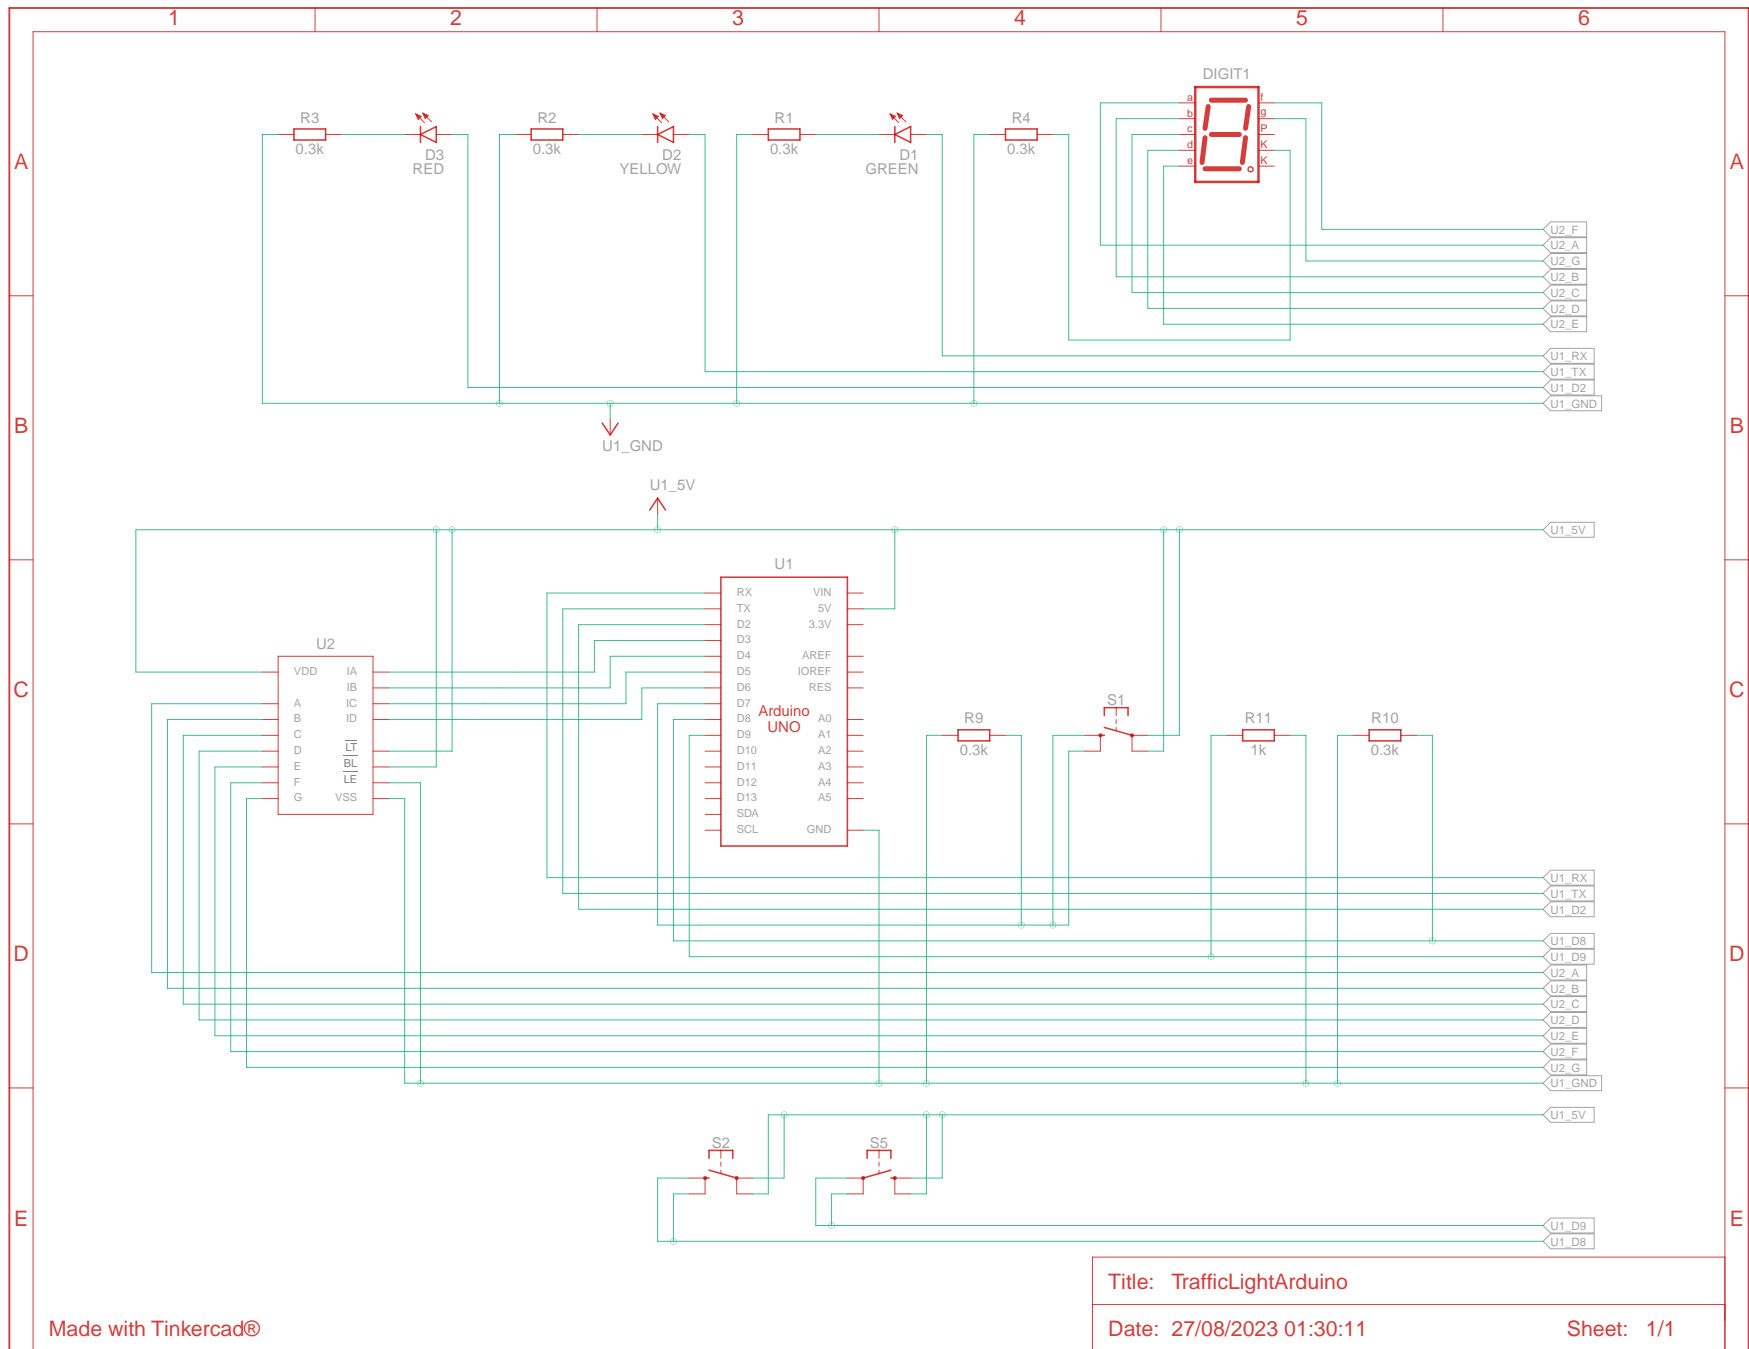 1 2 3 4 5 6
DIGIT1
R3 R2 R1 R4
a f
b g
c P
d K
e K
0.3k 0.3k 0.3k 0.3k
D3 D2 D1
RED YELLOW GREEN
A A
U2_F
U2_A
U2_G
U2_B
U2_C
U2_D
U2_E
U1_RX
U1_TX
U1_D2
U1_GND
B B
U1_GND
U1_5V
U1_5V
U1
RX VIN
TX 5V
D2 3.3V
D3
D4 AREF
D5 IOREF
D6 RES
D7
D8 A0
D9 A1
D10 A2
D11 A3
D12 A4
D13 A5
SDA
SCL GND
Arduino
UNO
U2
VDD IA
IB
A IC
B ID
C
D LT
E BL
F LE
G VSS
C C
S1
R9 R11 R10
0.3k 1k 0.3k
U1_RX
U1_TX
U1_D2
U1_D8
U1_D9
U2_A
U2_B
U2_C
U2_D
U2_E
U2_F
U2_G
U1_GND
D D
U1_5V
S2 S5
E E
U1_D9
U1_D8
Title: TrafficLightArduino
Made with Tinkercad®
Date: 27/08/2023 01:30:11 Sheet: 1/1